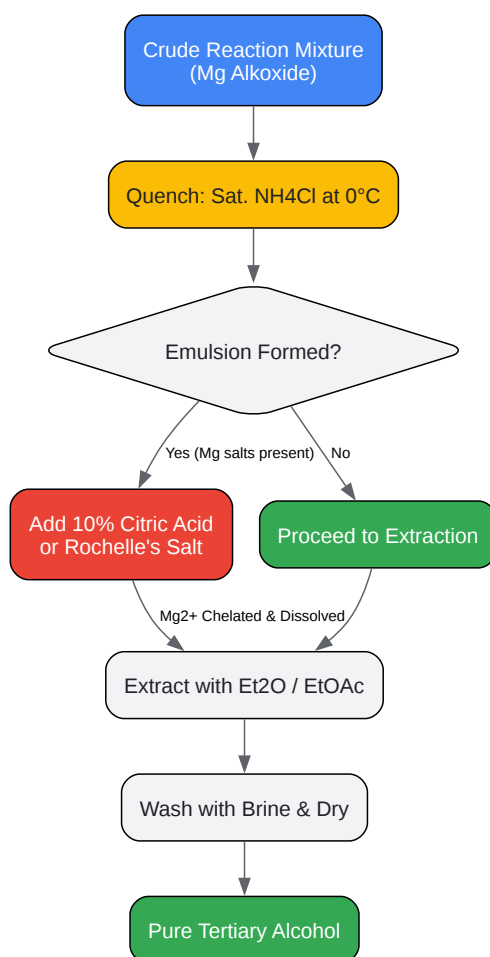 Crude Reaction Mixture
(Mg Alkoxide)
Quench: Sat. NH4Cl at 0°C
Emulsion Formed?
Yes (Mg salts present)
No
Add 10% Citric Acid
or Rochelle's Salt
Proceed to Extraction
Mg2+ Chelated & Dissolved
Extract with Et2O / EtOAc
Wash with Brine & Dry
Pure Tertiary Alcohol